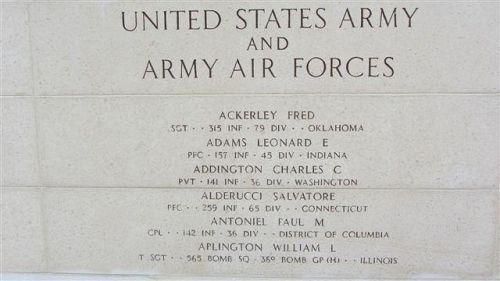 UNITED STATES ARMY
AND
ARMY AIR FORCES
ACKERLEY FRED
SGT · · 315 INF · 79 DIV · · OKLAHOMA
ADAMS LEONARD E
PFC · 157 INF · 45 DIV · INDIANA
ADDINGTON CHARLES C
PVT · 141 INF · 36 DIV · WASHINGTON
ALDERUCCI SALVATORE
PFC · · 259 INF · 65 DIV · · CONNECTICUT
ANTONIEL PAUL M
CPL · · 142 INF · 36 DIV · · DISTRICT OF COLUMBIA
APLINGTON WILLIAM L
T SGT · · 565 BOMB SQ · 389 BOMB GP (H) · · ILLINOIS